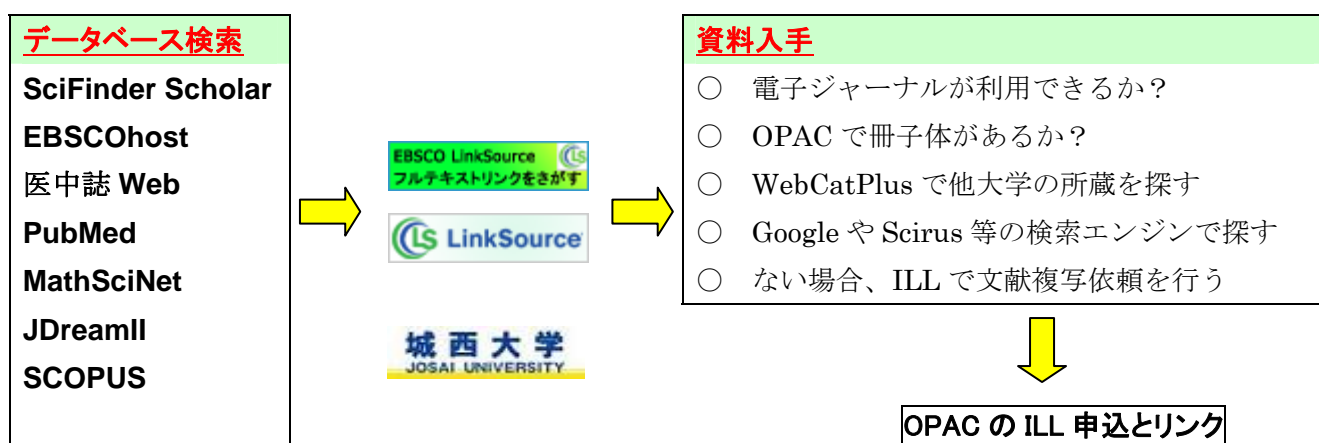 データベース検索
SciFinder Scholar
EBSCOhost
医中誌 Web
PubMed
MathSciNet
JDreamII
SCOPUS
EBSCO LinkSource
フルテキストリンクをさがす
LinkSource
城西大学
JOSAI UNIVERSITY
資料入手
○ 電子ジャーナルが利用できるか？
○ OPAC で冊子体があるか？
○ WebCatPlus で他大学の所蔵を探す
○ Google や Scirus 等の検索エンジンで探す
○ ない場合、ILL で文献複写依頼を行う
OPAC の ILL 申込とリンク